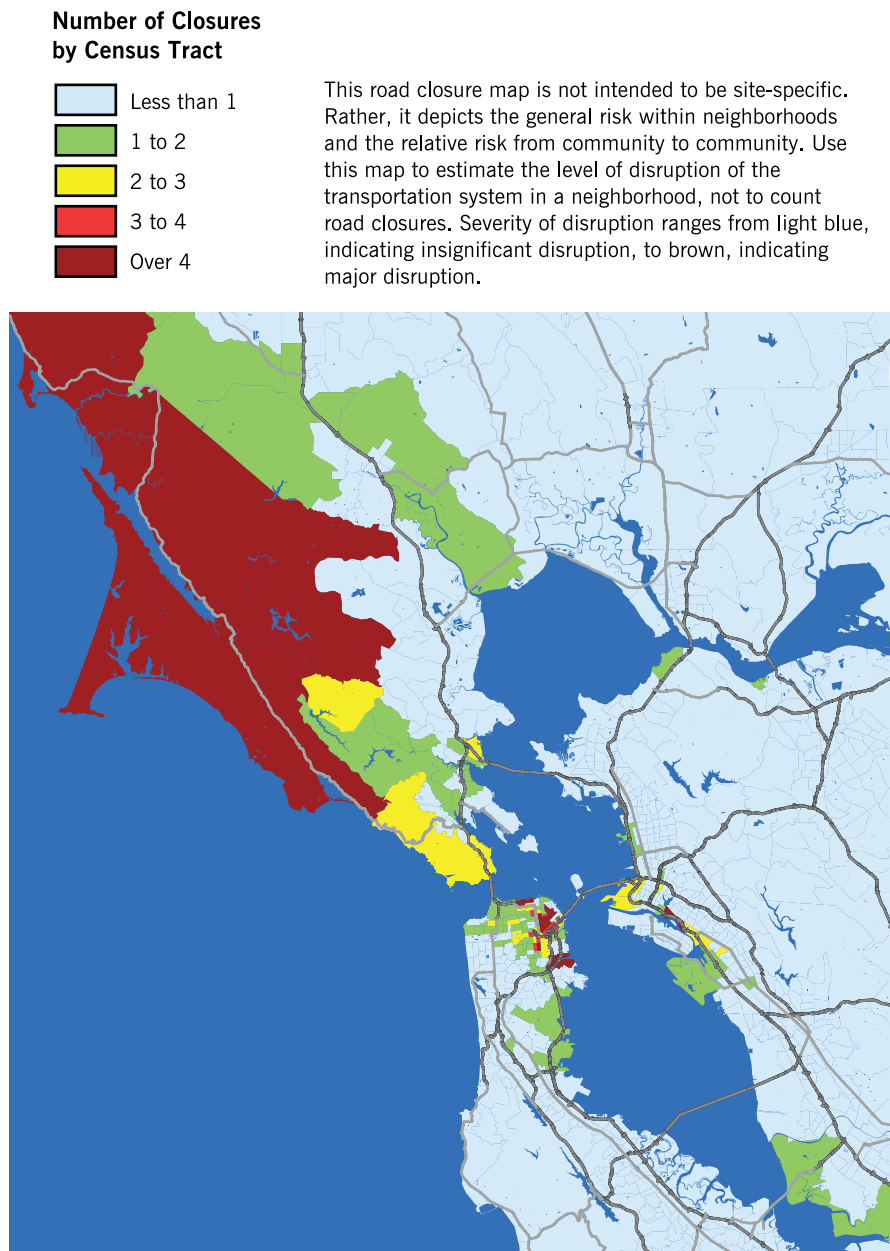 Number of Closures
by Census Tract
Less than 1
1 to 2
2 to 3
3 to 4
Over 4
This road closure map is not intended to be site-specific.
Rather, it depicts the general risk within neighborhoods
and the relative risk from community to community. Use
this map to estimate the level of disruption of the
transportation system in a neighborhood, not to count
road closures. Severity of disruption ranges from light blue,
indicating insignificant disruption, to brown, indicating
major disruption.